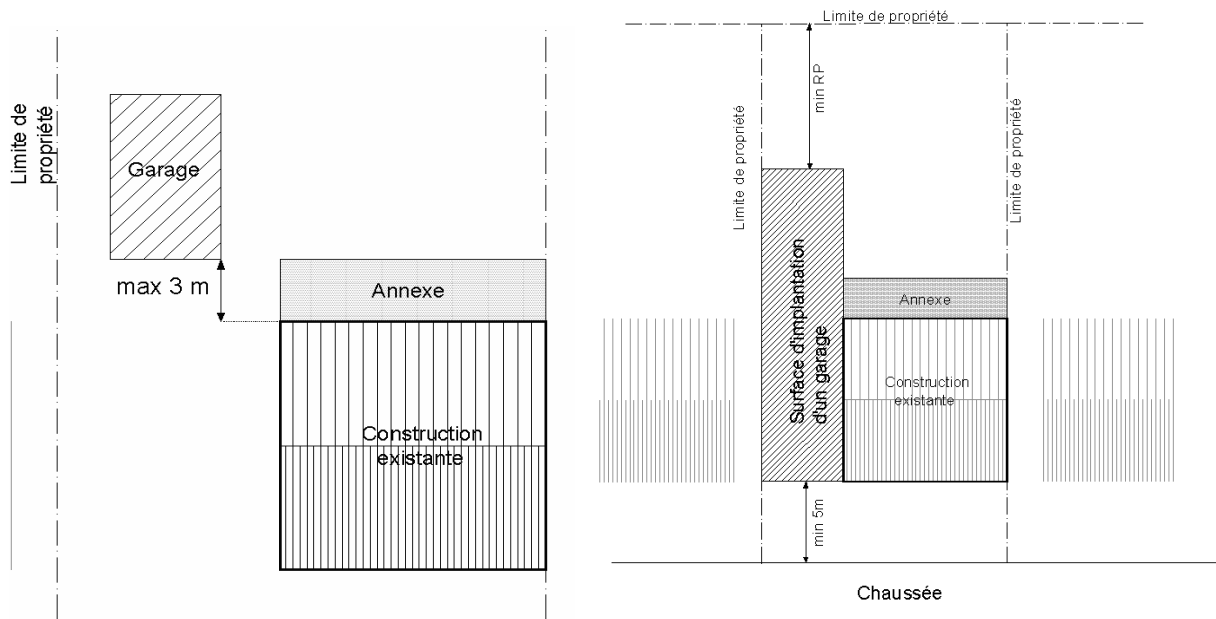 Limite de
propriété
Garage
max 3 m
Annexe
Construction
existante
Limite de propriété
min RP
Limite de propriété
Limite de propriété
Surface d'implantation
d'un garage
Annexe
Construction
existante
min 5m
Chaussée